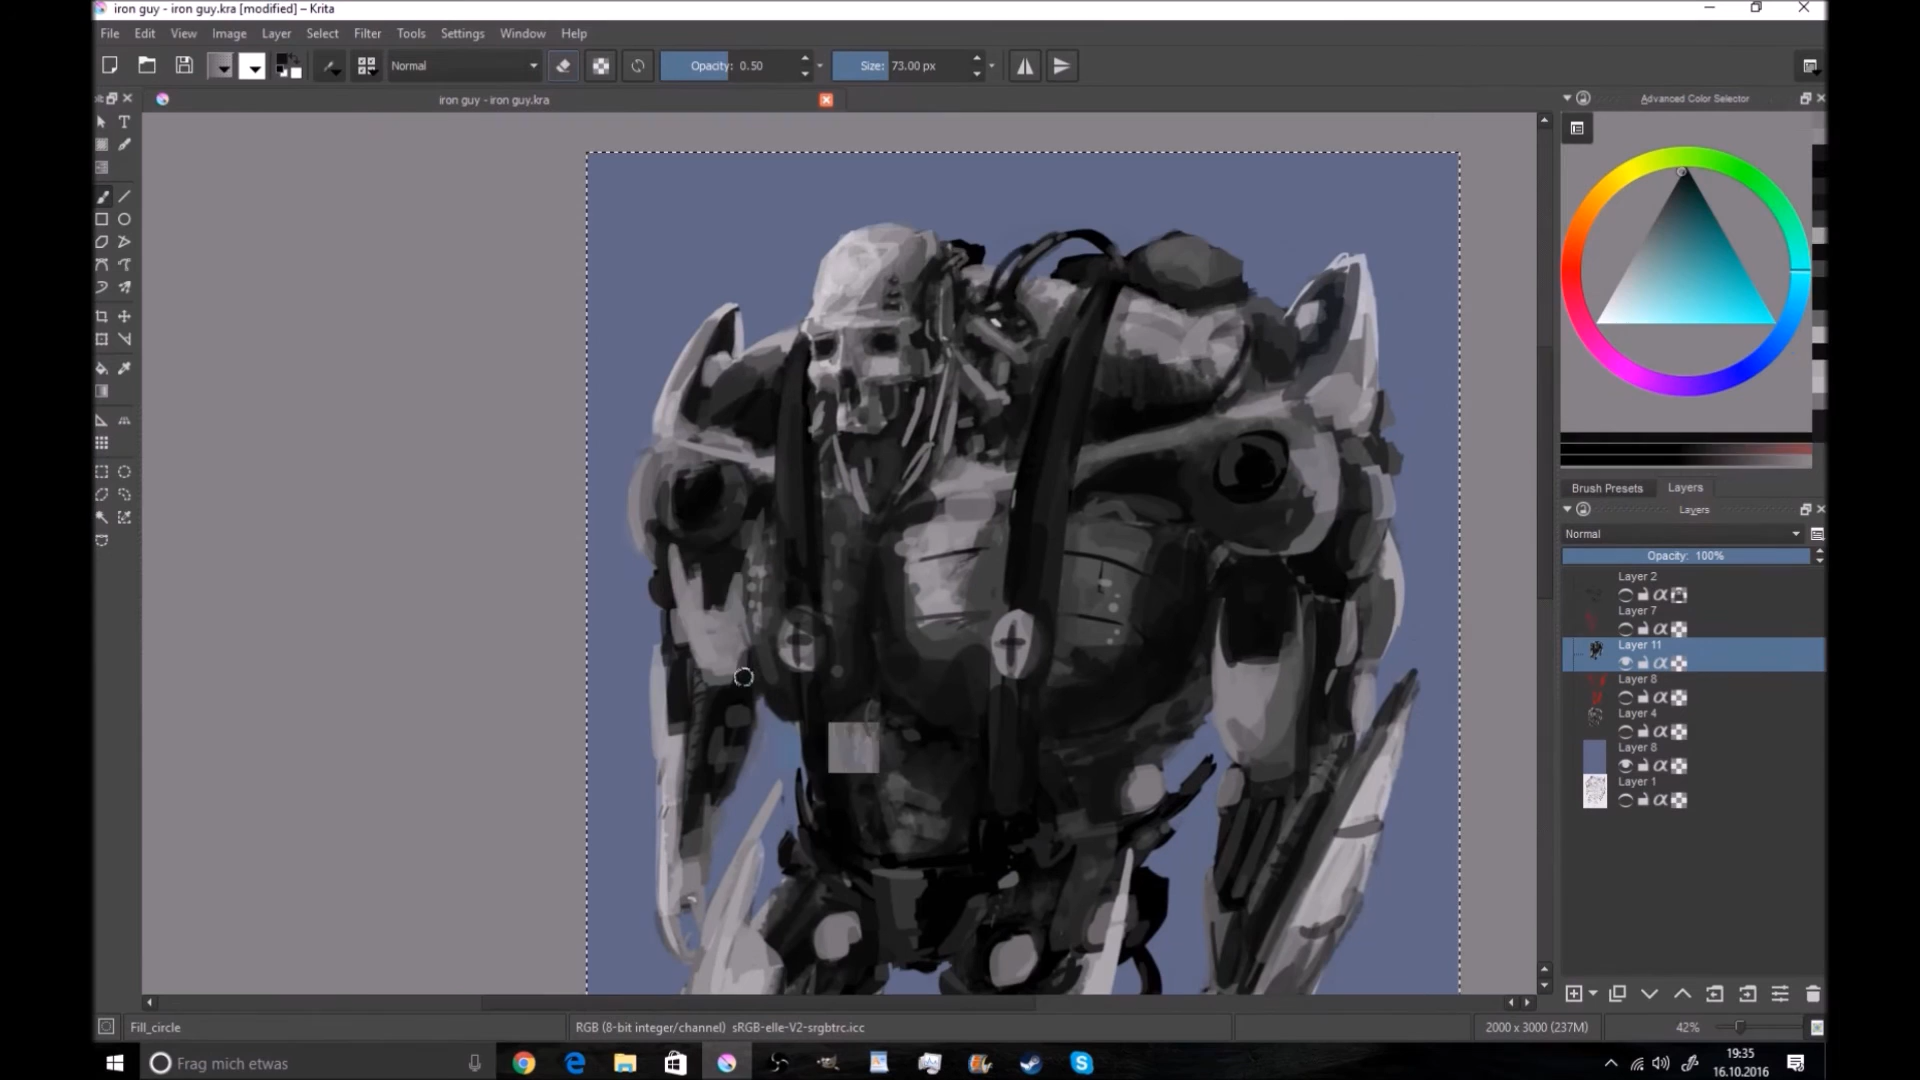 iron guy - iron guy.kra [modified] – Krita
File Edit View Image Layer Select Filter Tools Settings Window Help
Normal Opacity: 0.50 Size: 73.00 px
iron guy - iron guy.kra
Advanced Color Selector
Brush Presets Layers
Layers
Normal
Opacity: 100%
Layer 2
Layer 7
Layer 11
Layer 8
Layer 4
Layer 8
Layer 1
Fill_circle RGB (8-bit integer/channel) sRGB-elle-V2-srgbtrc.icc 2000 x 3000 (237M) 42%
Frag mich etwas 19:35
16.10.2016